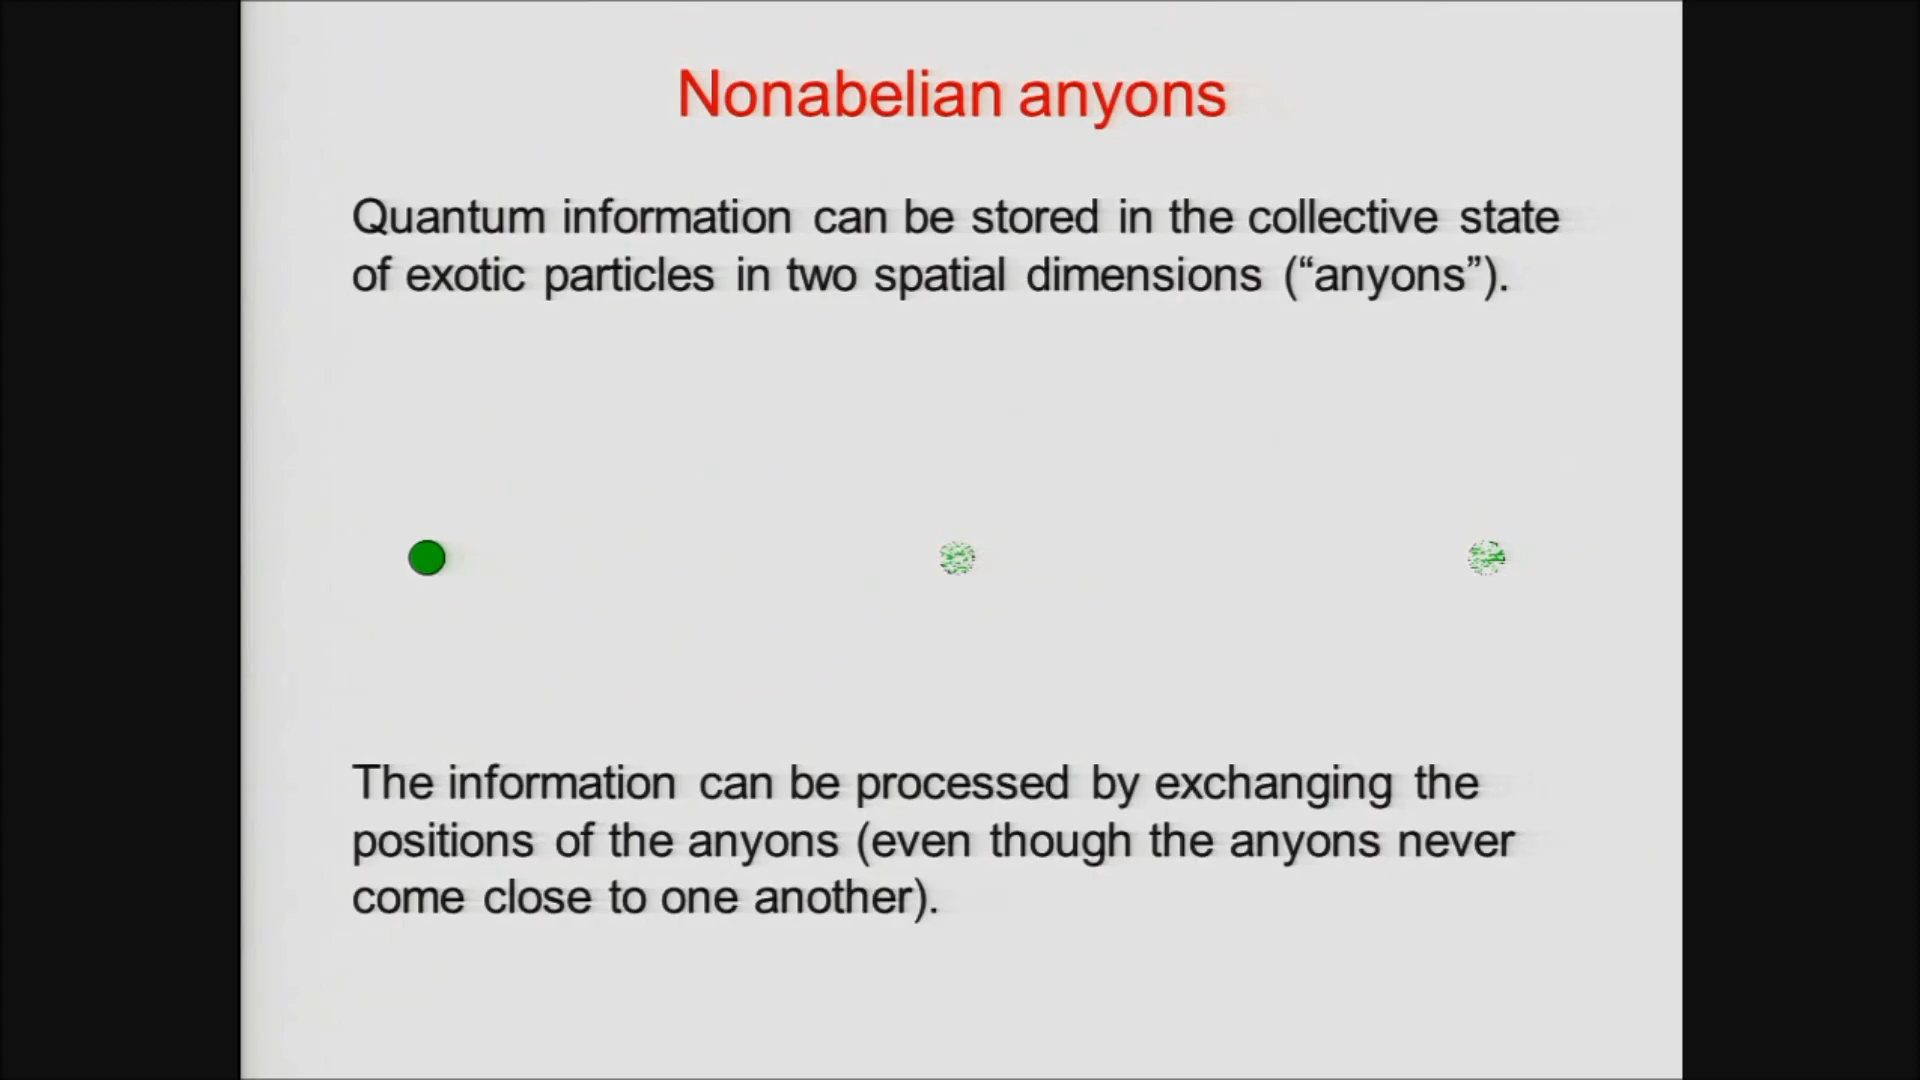 Nonabelian anyons
Quantum information can be stored in the collective state
of exotic particles in two spatial dimensions (“anyons”).
The information can be processed by exchanging the
positions of the anyons (even though the anyons never
come close to one another).